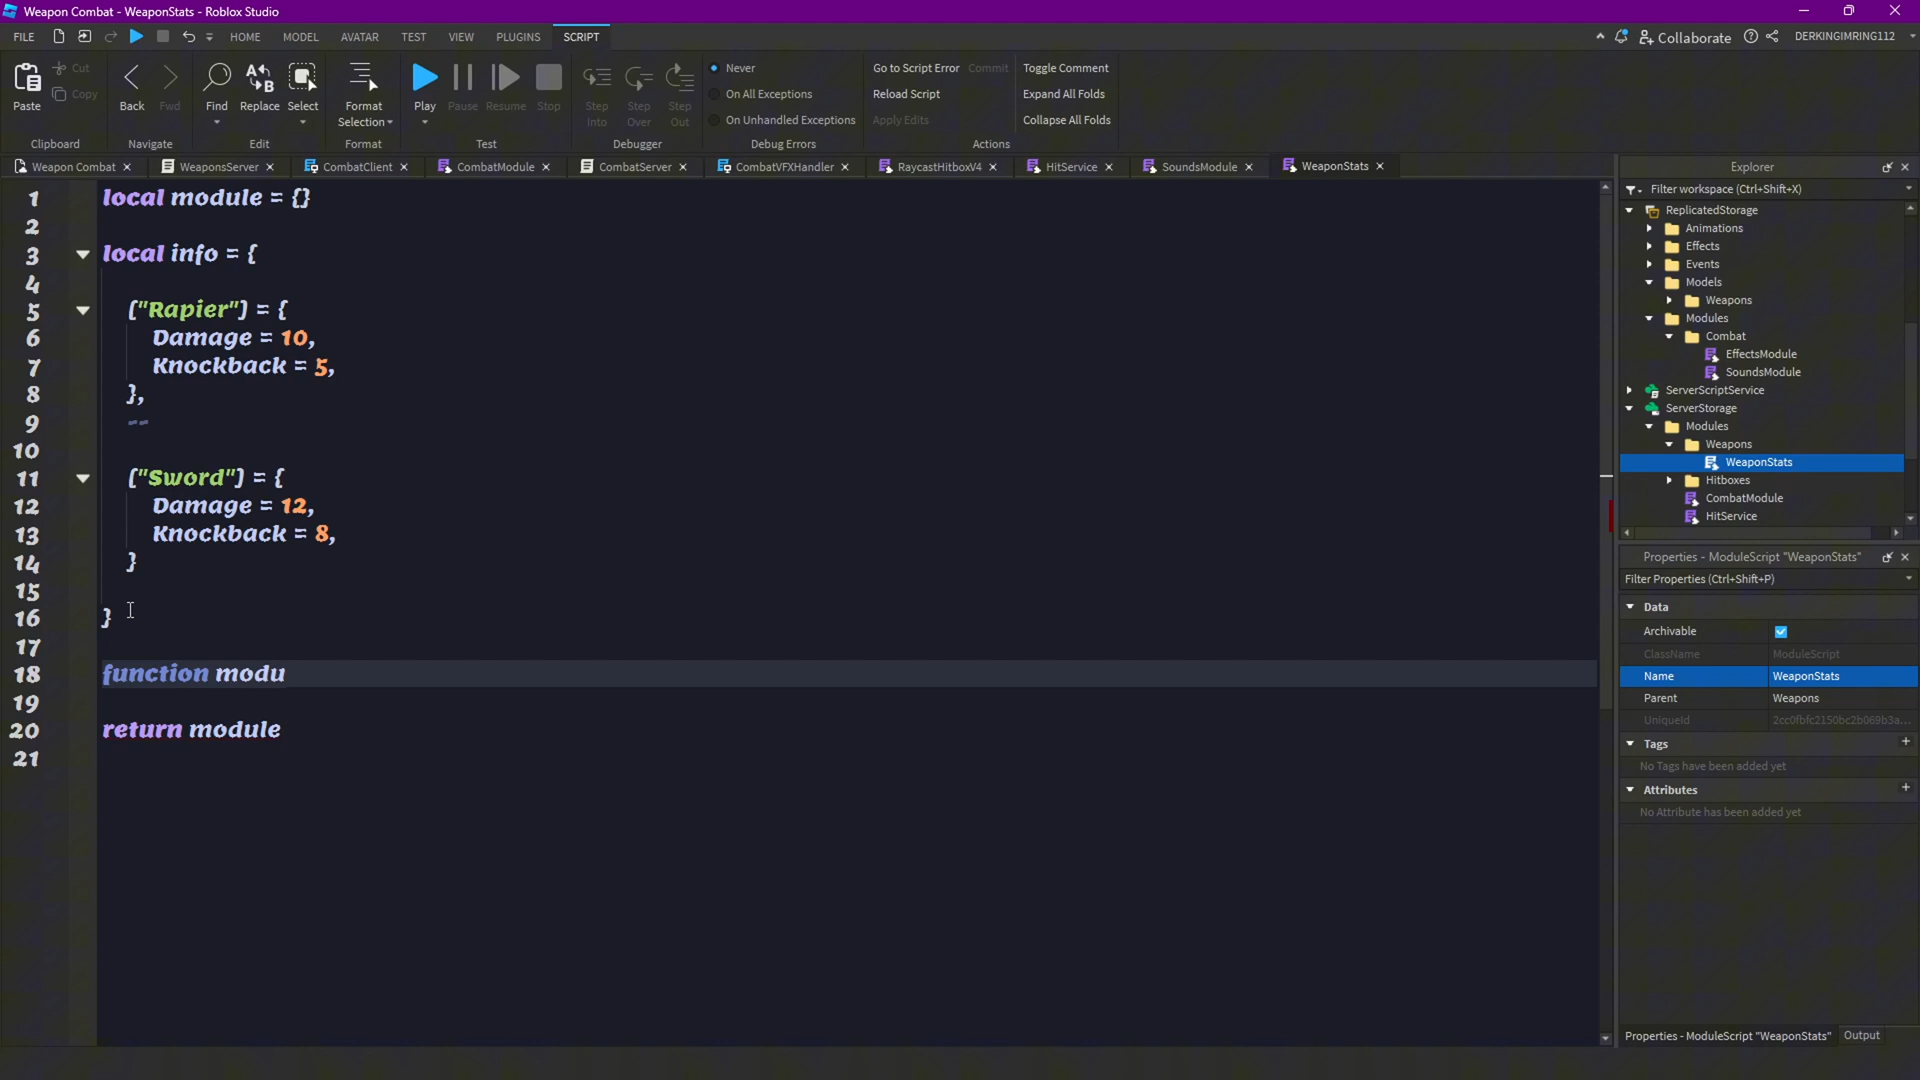 Weapon Combat - WeaponStats - Roblox Studio
FILE HOME MODEL AVATAR TEST VIEW PLUGINS SCRIPT Collaborate DERKINGIMRING112
Paste Cut Copy Back Fwd Find Replace Select Format Selection Play Pause Resume Stop Step Into Step Over Step Out
Never
On All Exceptions
On Unhandled Exceptions
Go to Script Error Commit
Reload Script
Apply Edits
Toggle Comment
Expand All Folds
Collapse All Folds
Clipboard Navigate Edit Format Test Debugger Debug Errors Actions
Weapon Combat WeaponsServer CombatClient CombatModule CombatServer CombatVFXHandler RaycastHitboxV4 HitService SoundsModule WeaponStats
1 local module = {}
2
3 local info = {
4
5 ["Rapier"] = {
6 Damage = 10,
7 Knockback = 5,
8 },
9 --
10
11 ["Sword"] = {
12 Damage = 12,
13 Knockback = 8,
14 }
15
16 }
17
18 function modu
19
20 return module
21
Explorer
Filter workspace (Ctrl+Shift+X)
ReplicatedStorage
Animations
Effects
Events
Models
Weapons
Modules
Combat
EffectsModule
SoundsModule
ServerScriptService
ServerStorage
Modules
Weapons
WeaponStats
Hitboxes
CombatModule
HitService
Properties - ModuleScript "WeaponStats"
Filter Properties (Ctrl+Shift+P)
Data
Archivable
ClassName ModuleScript
Name WeaponStats
Parent Weapons
UniqueId 2cc0fbfc2150bc2b069b3a...
Tags +
No Tags have been added yet
Attributes +
No Attribute has been added yet
Properties - ModuleScript "WeaponStats" Output